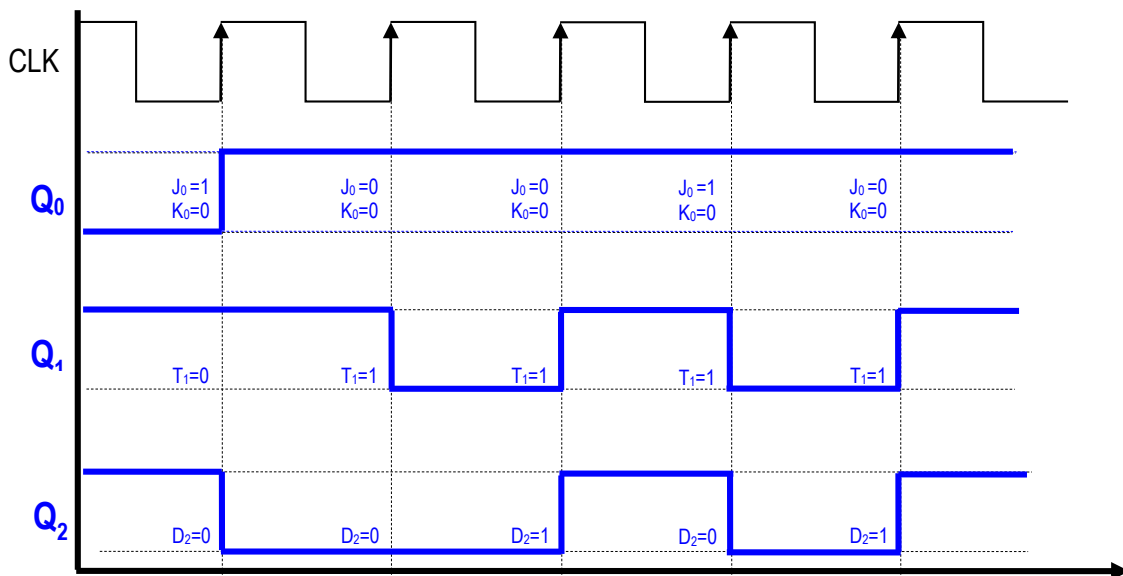 CLK
Q₀
J₀=1 J₀=0 J₀=0 J₀=1 J₀=0
K₀=0 K₀=0 K₀=0 K₀=0 K₀=0
Q₁
T₁=0 T₁=1 T₁=1 T₁=1 T₁=1
Q₂
D₂=0 D₂=0 D₂=1 D₂=0 D₂=1